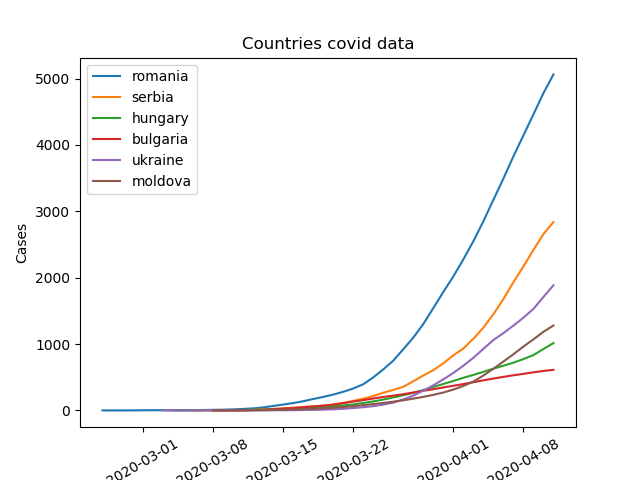 Countries covid data
romania
serbia
hungary
bulgaria
ukraine
moldova
5000
4000
3000
2000
1000
0
Cases
2020-03-01
2020-03-08
2020-03-15
2020-03-22
2020-04-01
2020-04-08